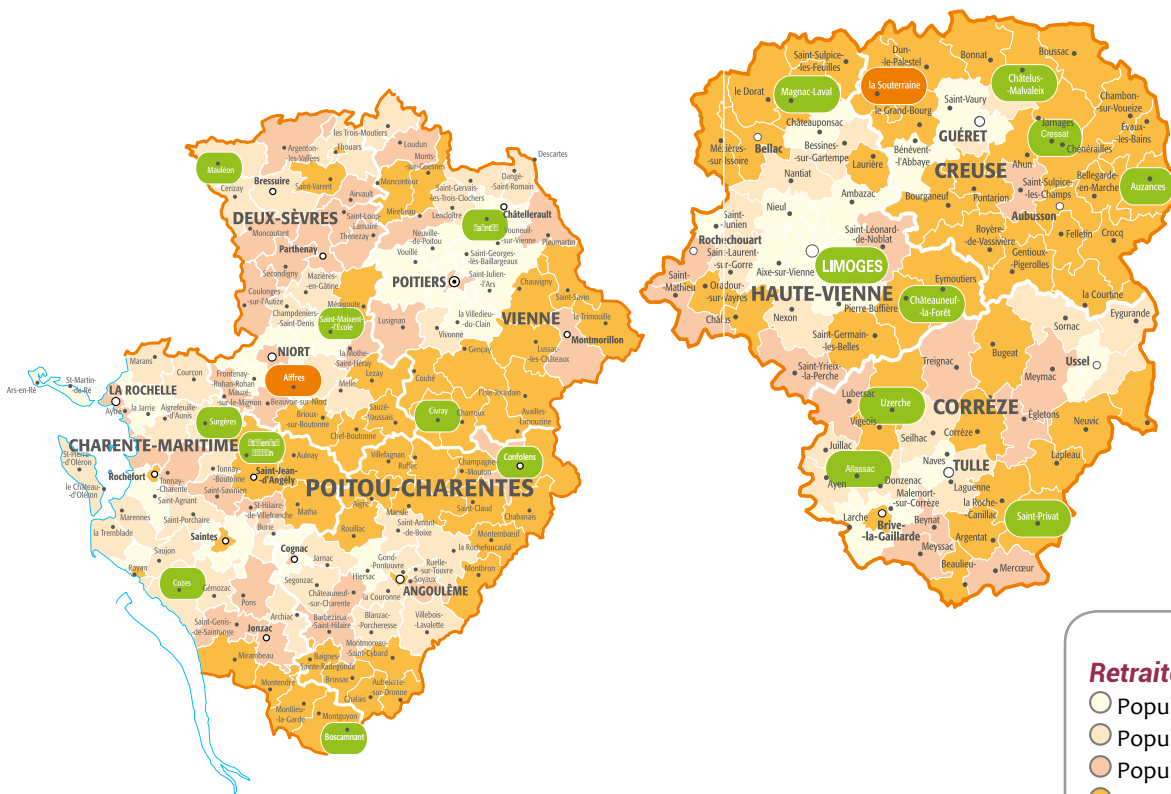 les Trois-Moutiers
Loudun
Argenton-
les-Vallées
Thouars
Monts-
sur-Guesnes
Descartes
Mauléon
Cerizay
Bressuire
Saint-Varent
Moncontour
Saint-Gervais-
les-Trois-Clochers
Dangé-
Saint-Romain
Airvault
DEUX-SÈVRES
Saint-Loup-
Lamaire
Mirebeau
Lencloître
Châtellerault
Moncoutant
Thénezay
Neuville-
de-Poitou
Vouneuil-
sur-Vienne
Pleumartin
Parthenay
Vouillé
Saint-Georges-
lès-Baillargeaux
Secondigny
Mazières-
en-Gâtine
POITIERS
Saint-Julien-
l'Ars
Chauvigny
Coulonges-
sur-l'Autize
Ménigoute
Saint-Savin
Champdeniers-
Saint-Denis
Saint-Maixent-
l'École
Lusignan
la Villedieu-
du-Clain
VIENNE
la Trimouille
Vivonne
Montmorillon
NIORT
la Mothe-
Saint-Héray
Gençay
Lussac-
les-Châteaux
Marans
Courçon
Frontenay-
Rohan-Rohan
Aiffres
Lezay
Couhé
Ars-en-Ré
St-Martin-
de-Ré
LA ROCHELLE
Mauzé-
sur-le-Mignon
Beauvoir-sur-Niort
Melle
l'Isle-Jourdain
Aytré
la Jarrie
Aigrefeuille-
d'Aunis
Surgères
Brioux-
sur-Boutonne
Sauzé-
Vaussais
Civray
Charroux
Availles-
Limouzine
CHARENTE-MARITIME
Chef-Boutonne
St-Pierre-
d'Oléron
Rochefort
Tonnay-
Charente
Tonnay-
Boutonne
Saint-Jean-
d'Angély
Aulnay
Villefagnan
Ruffec
Champagne-
Mouton
Confolens
le Château-
d'Oléron
Saint-Savinien
POITOU-CHARENTES
Saint-Agnant
St-Hilaire-
de-Villefranche
Matha
Aigre
Mansle
Saint-Claud
Chabanais
Marennes
Saint-Porchaire
Burie
Rouillac
Saint-Amant
de-Boixe
la Tremblade
Saintes
Montembœuf
Cognac
la Rochefoucauld
Saujon
Jarnac
Gond-
Pontouvre
Ruelle-
sur-Touvre
Montbron
Royan
Hiersac
Soyaux
Cozes
Gémozac
Segonzac
ANGOULÊME
la Couronne
Pons
Châteauneuf-
sur-Charente
Archiac
Blanzac-
Porcheresse
Villebois-
Lavalette
Saint-Genis-
de-Saintonge
Jonzac
Barbezieux-
Saint-Hilaire
Montmoreau-
Saint-Cybard
Mirambeau
Baignes-
Sainte-Radegonde
Brossac
Aubeterre-
sur-Dronne
Montendre
Chalais
Montlieu-
la-Garde
Montguyon
Boscamnant
Saint-Sulpice-
les-Feuilles
Dun-
le-Palestel
Bonnat
Boussac
le Dorat
Magnac-Laval
la Souterraine
Châtelus-
-Malvaleix
le Grand-Bourg
Saint-Vaury
Chambon-
sur-Voueize
Châteauponsac
GUÉRET
Jarnages
Évaux-
les-Bains
Mézières-
sur-Issoire
Bellac
Bessines-
sur-Gartempe
Bénévent-
l'Abbaye
Cressat
Chénérailles
Laurière
Ahun
Nantiat
CREUSE
Auzances
Bellegarde-
en-Marche
Ambazac
Bourganeuf
Pontarion
Saint-Sulpice-
les-Champs
Saint-
Junien
Nieul
Aubusson
Rochechouart
Saint-Léonard-
de-Noblat
Royère-
de-Vassivière
Felletin
Crocq
Saint-Laurent-
sur-Gorre
Aixe-sur-Vienne
LIMOGES
Gentioux-
Pigerolles
Saint-
Mathieu
Oradour-
sur-Vayres
HAUTE-VIENNE
Eymoutiers
Châteauneuf-
la-Forêt
la Courtine
Châlus
Nexon
Pierre-Buffière
Eygurande
Sornac
Saint-Germain-
les-Belles
Bugeat
Treignac
Ussel
Saint-Yrieix-
la-Perche
Meymac
Lubersac
Uzerche
CORRÈZE
Égletons
Vigeois
Neuvic
Seilhac
Corrèze
Juillac
Lapleau
Naves
TULLE
Allassac
Ayen
Donzenac
Laguenne
Malemort-
sur-Corrèze
la Roche-
-Canillac
Saint-Privat
Larche
Brive-
-la-Gaillarde
Beynat
Argentat
Meyssac
Beaulieu-
Mercœur
Retraite
Popu
Popu
Popu